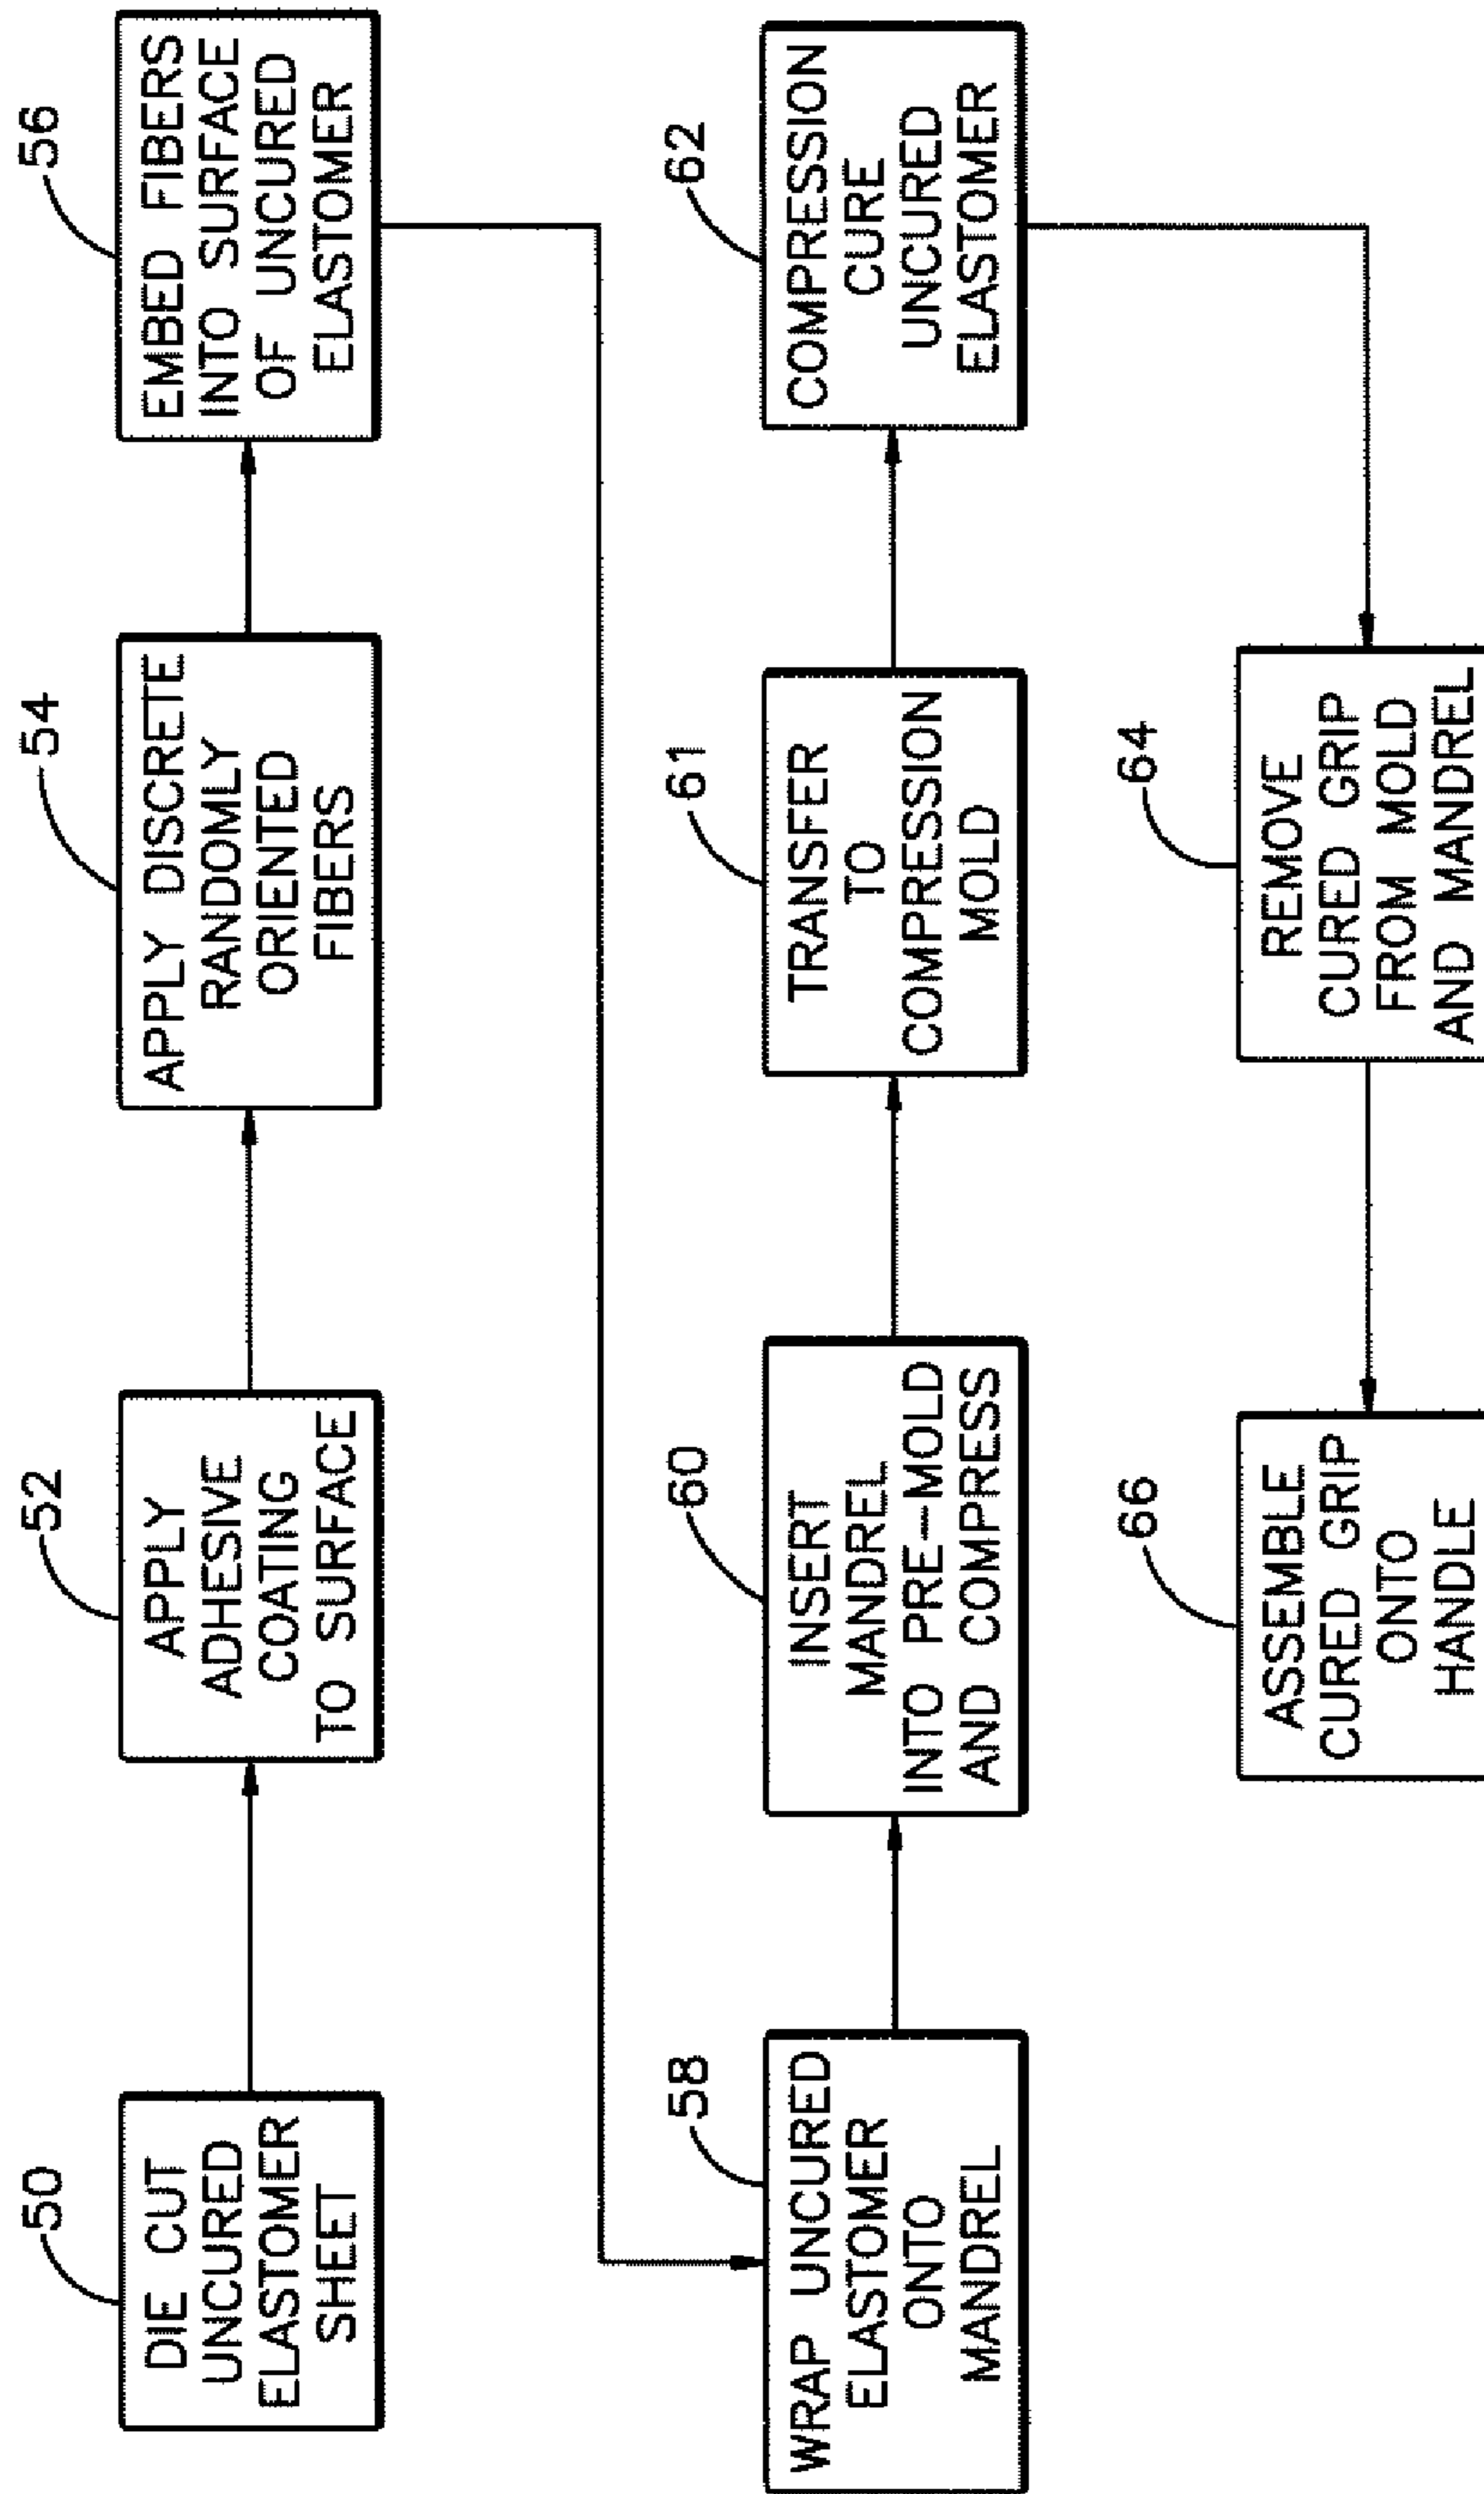 50
DIE CUT
UNCURED
ELASTOMER
SHEET
52
APPLY
ADHESIVE
COATING
TO SURFACE
54
APPLY DISCRETE
RANDOMLY
ORIENTED
FIBERS
56
EMBED FIBERS
INTO SURFACE
OF UNCURED
ELASTOMER
58
WRAP UNCURED
ELASTOMER
ONTO
MANDREL
60
INSERT
MANDREL
INTO PRE-MOLD
AND COMPRESS
61
TRANSFER
TO
COMPRESSION
MOLD
62
COMPRESSION
CURE
UNCURED
ELASTOMER
64
REMOVE
CURED GRIP
FROM MOLD
AND MANDREL
66
ASSEMBLE
CURED GRIP
ONTO
HANDLE